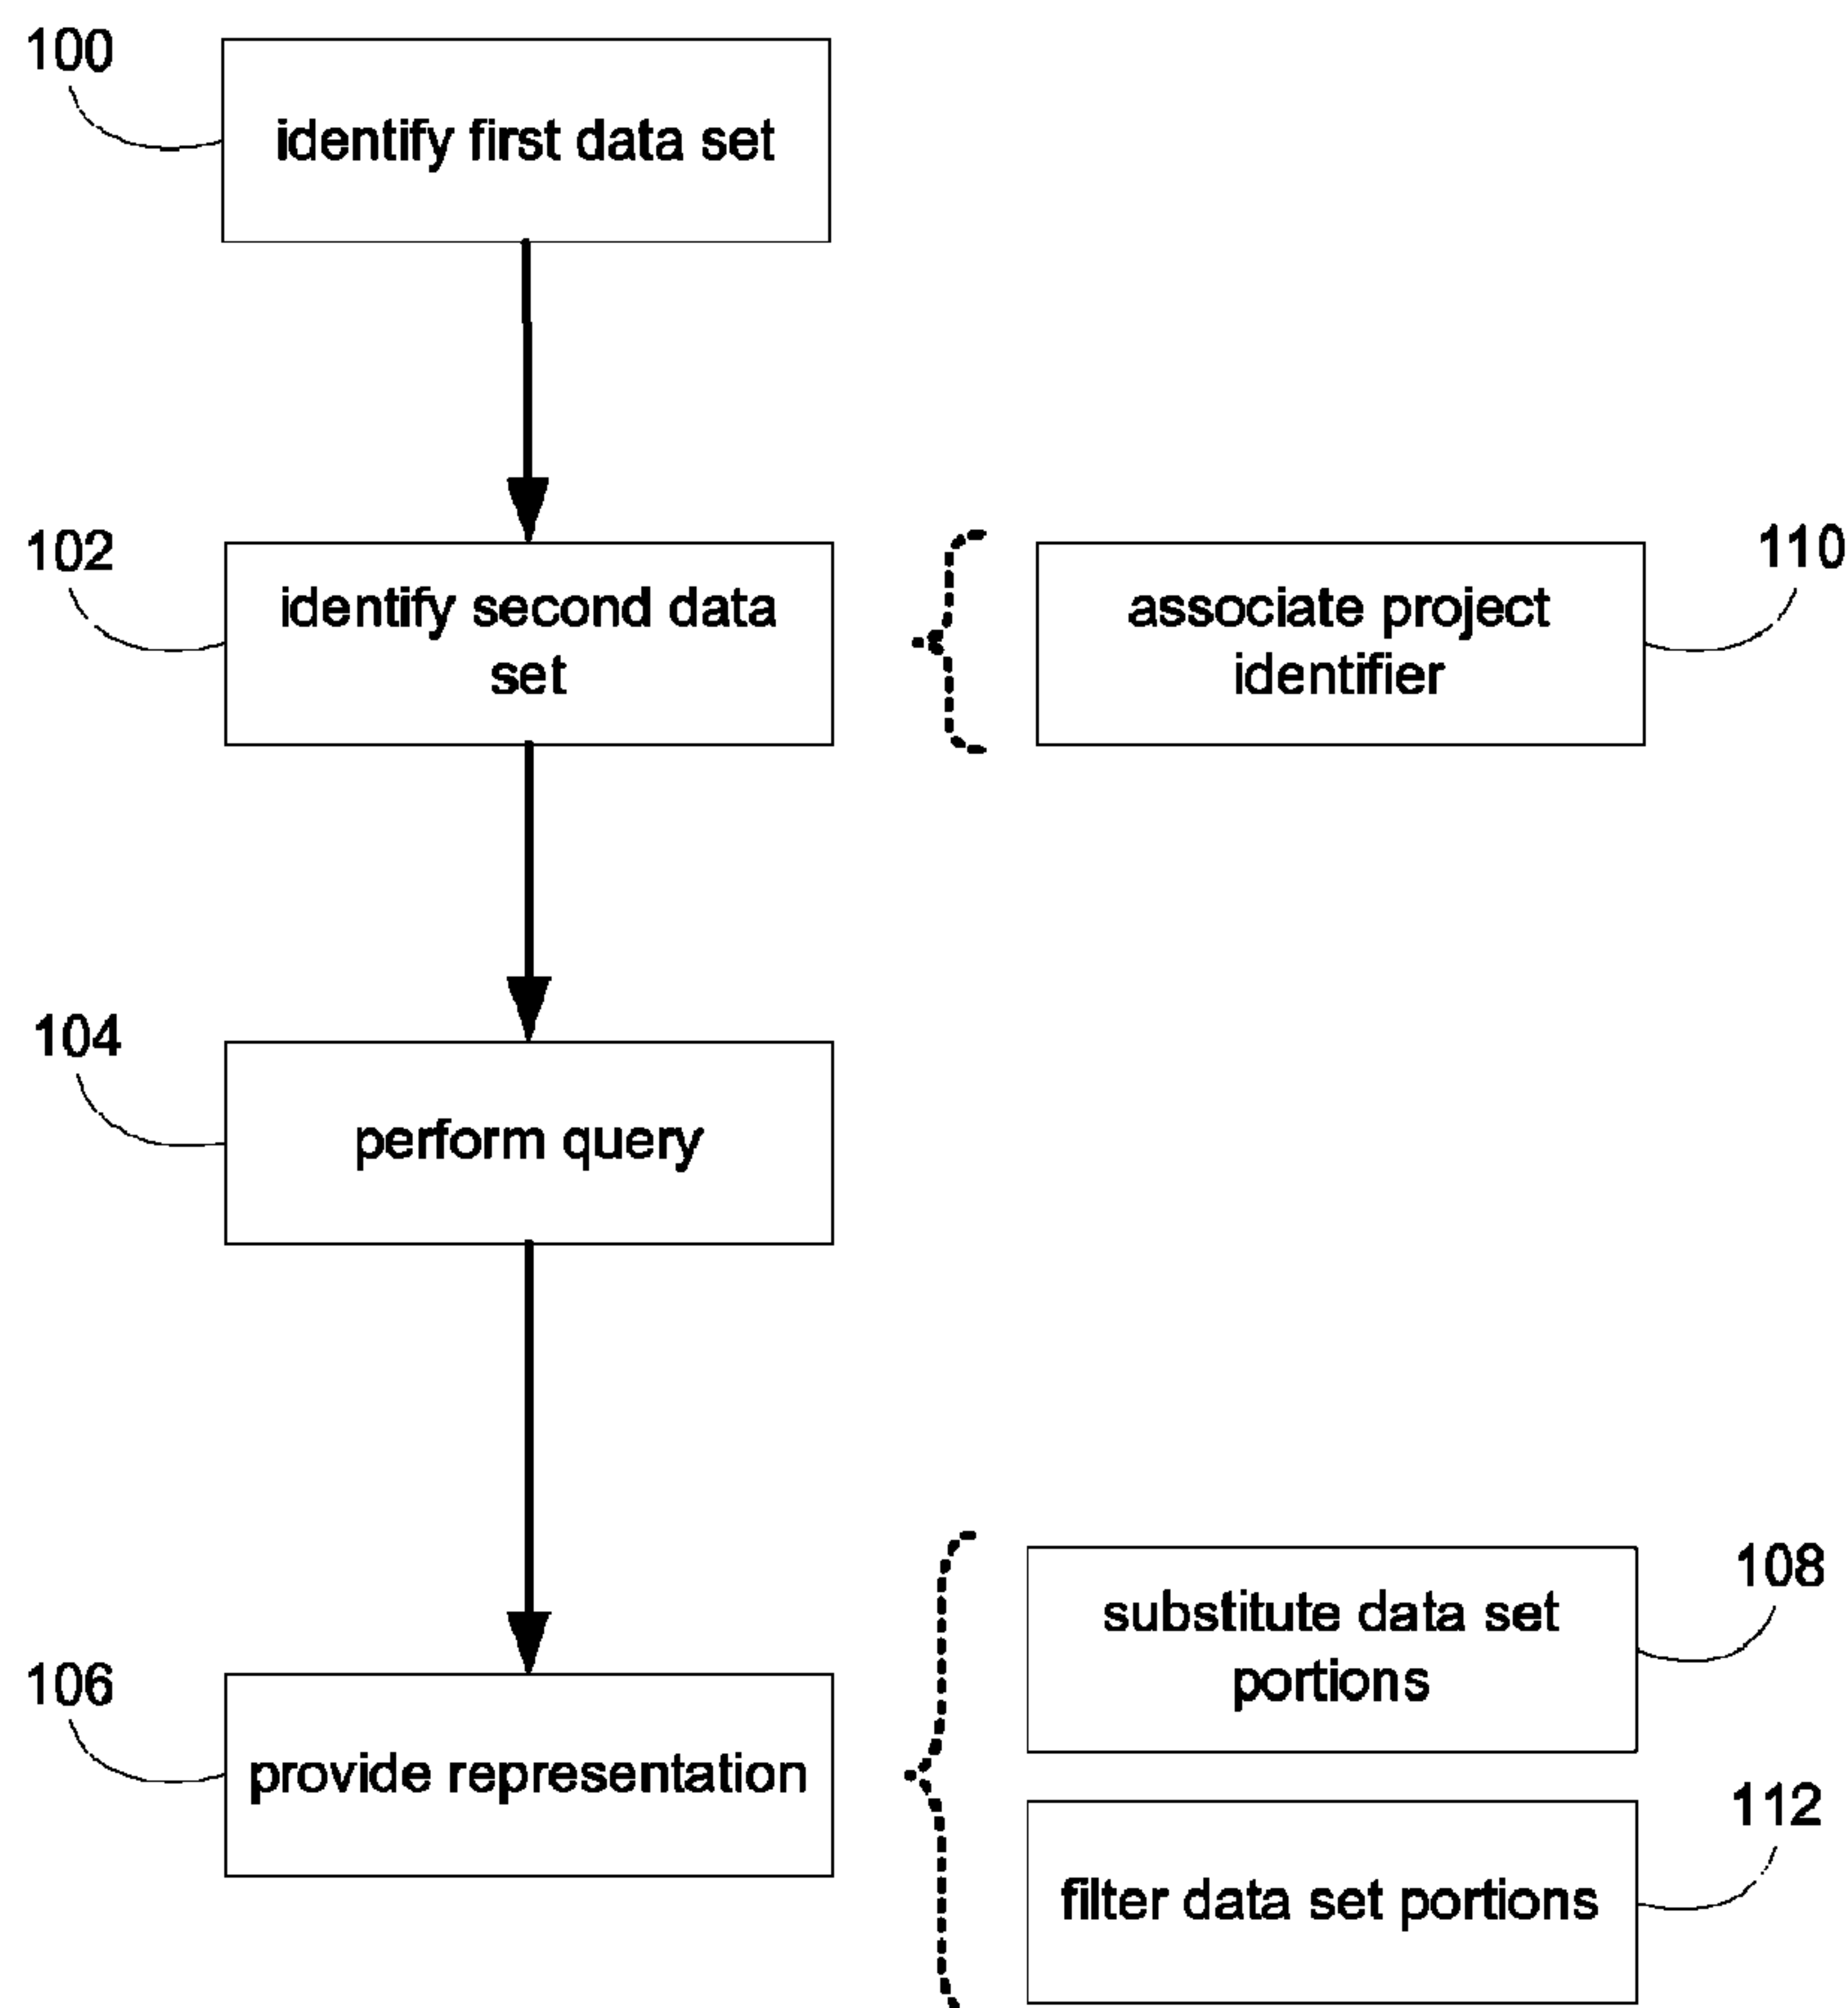 100
identify first data set
102
identify second data
set
associate project
identifier
110
104
perform query
106
provide representation
substitute data set
portions
108
filter data set portions
112